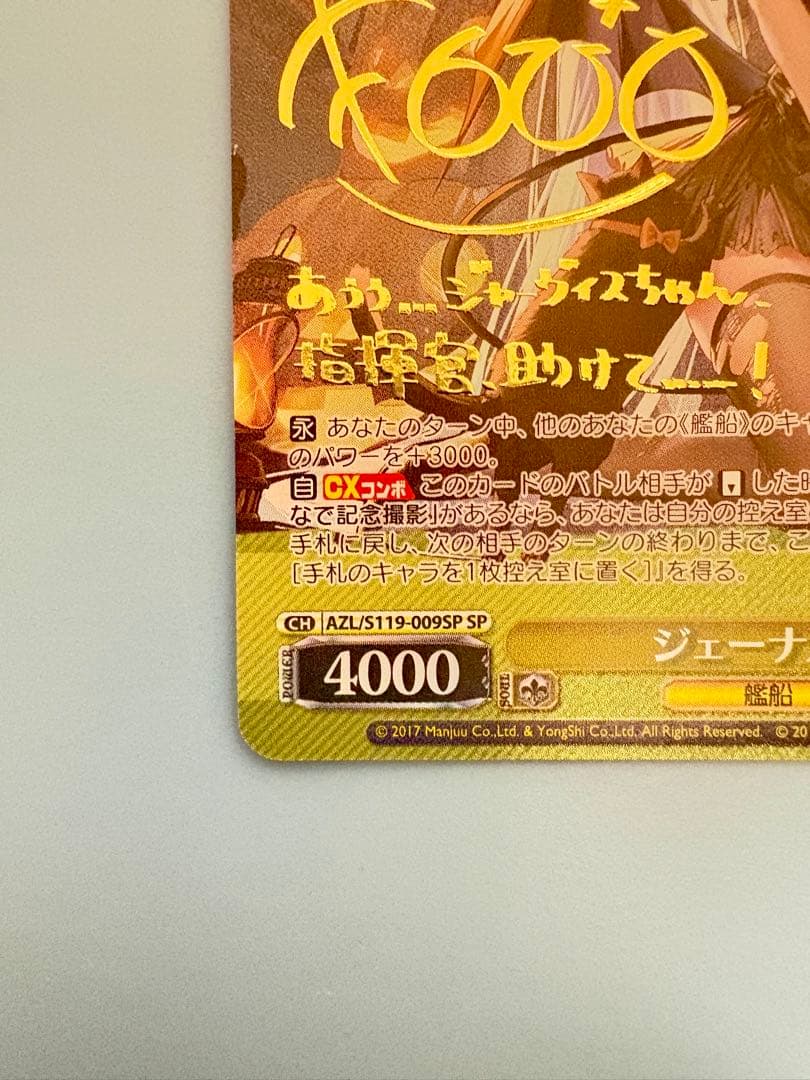 あぅぅ…ジャーヴィスちゃん、
指揮官、助けて……！
永 あなたのターン中、他のあなたの《艦船》のキャ
のパワーを＋3000。
自 CXコンボ このカードのバトル相手が した
なで記念撮影」があるなら、あなたは自分の控え室
手札に戻し、次の相手のターンの終わりまで、こ
［手札のキャラを1枚控え室に置く］」を得る。
CH AZL/S119-009SP SP
POWER 4000 SOUL
ジェーナ
艦船
© 2017 Manjuu Co.,Ltd. & YongShi Co.,Ltd. All Rights Reserved. © 20